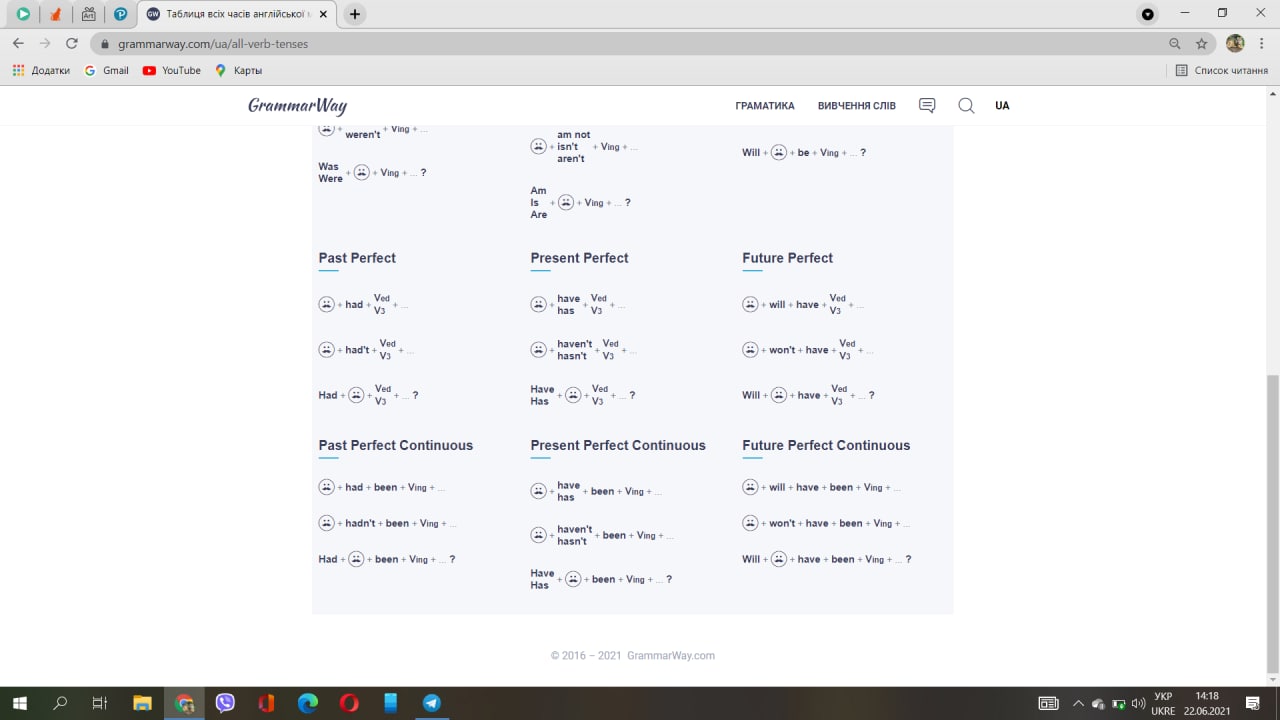 GW Таблиця всіх часів англійської
grammarway.com/ua/all-verb-tenses
Додатки Gmail YouTube Карты Список читання
GrammarWay ГРАМАТИКА ВИВЧЕННЯ СЛІВ UA
+ weren't + Ving + ...
Was Were + + Ving + ... ?
+ am not isn't aren't + Ving + ...
Am Is Are + + Ving + ... ?
Will + + be + Ving + ... ?
Past Perfect
+ had + Ved V3 + ...
+ had't + Ved V3 + ...
Had + + Ved V3 + ... ?
Present Perfect
+ have has + Ved V3 + ...
+ haven't hasn't + Ved V3 + ...
Have Has + + Ved V3 + ... ?
Future Perfect
+ will + have + Ved V3 + ...
+ won't + have + Ved V3 + ...
Will + + have + Ved V3 + ... ?
Past Perfect Continuous
+ had + been + Ving + ...
+ hadn't + been + Ving + ...
Had + + been + Ving + ... ?
Present Perfect Continuous
+ have has + been + Ving + ...
+ haven't hasn't + been + Ving + ...
Have Has + + been + Ving + ... ?
Future Perfect Continuous
+ will + have + been + Ving + ...
+ won't + have + been + Ving + ...
Will + + have + been + Ving + ... ?
© 2016 – 2021 GrammarWay.com
УКР 14:18
UKRE 22.06.2021